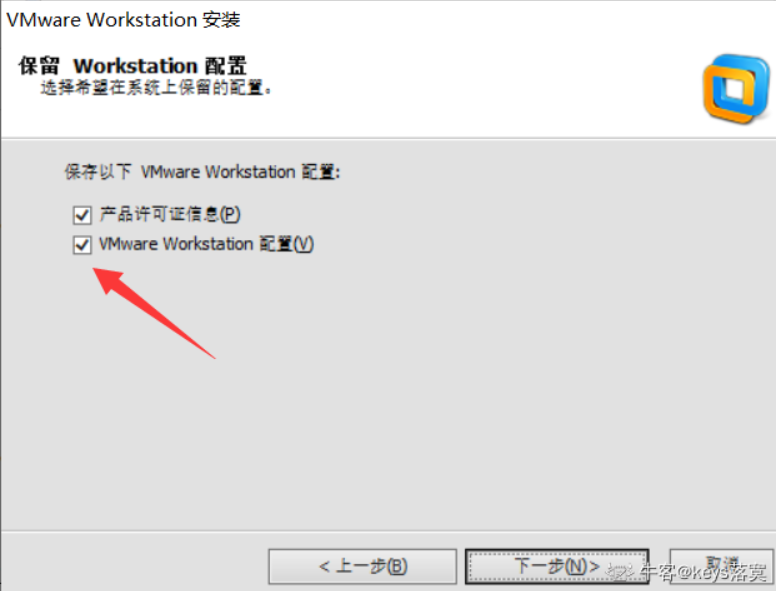 VMware Workstation 安装
保留 Workstation 配置
选择希望在系统上保留的配置。
保存以下 VMware Workstation 配置:
产品许可证信息(P)
VMware Workstation 配置(V)
< 上一步(B) 下一步(N)> 取消
牛客@keys落寞